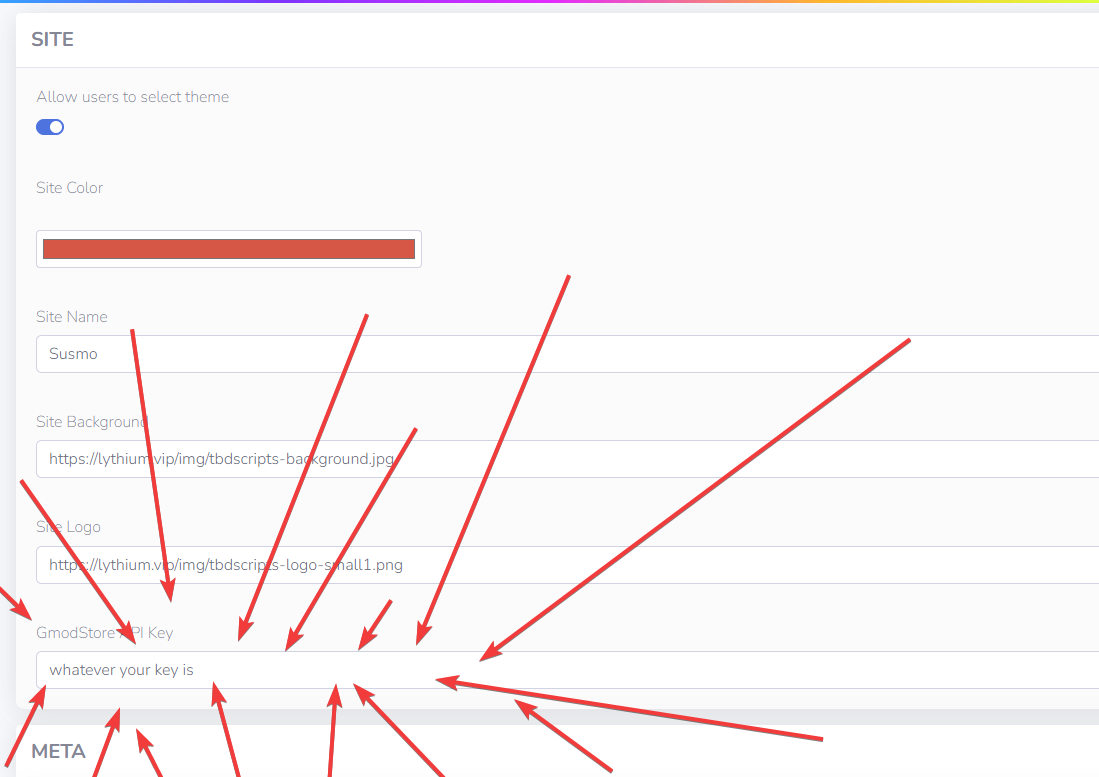 SITE
Allow users to select theme
Site Color
Site Name
Susmo
Site Background
https://lythium.vip/img/tbdscripts-background.jpg
Site Logo
https://lythium.vip/img/tbdscripts-logo-small1.png
GmodStore API Key
whatever your key is
META